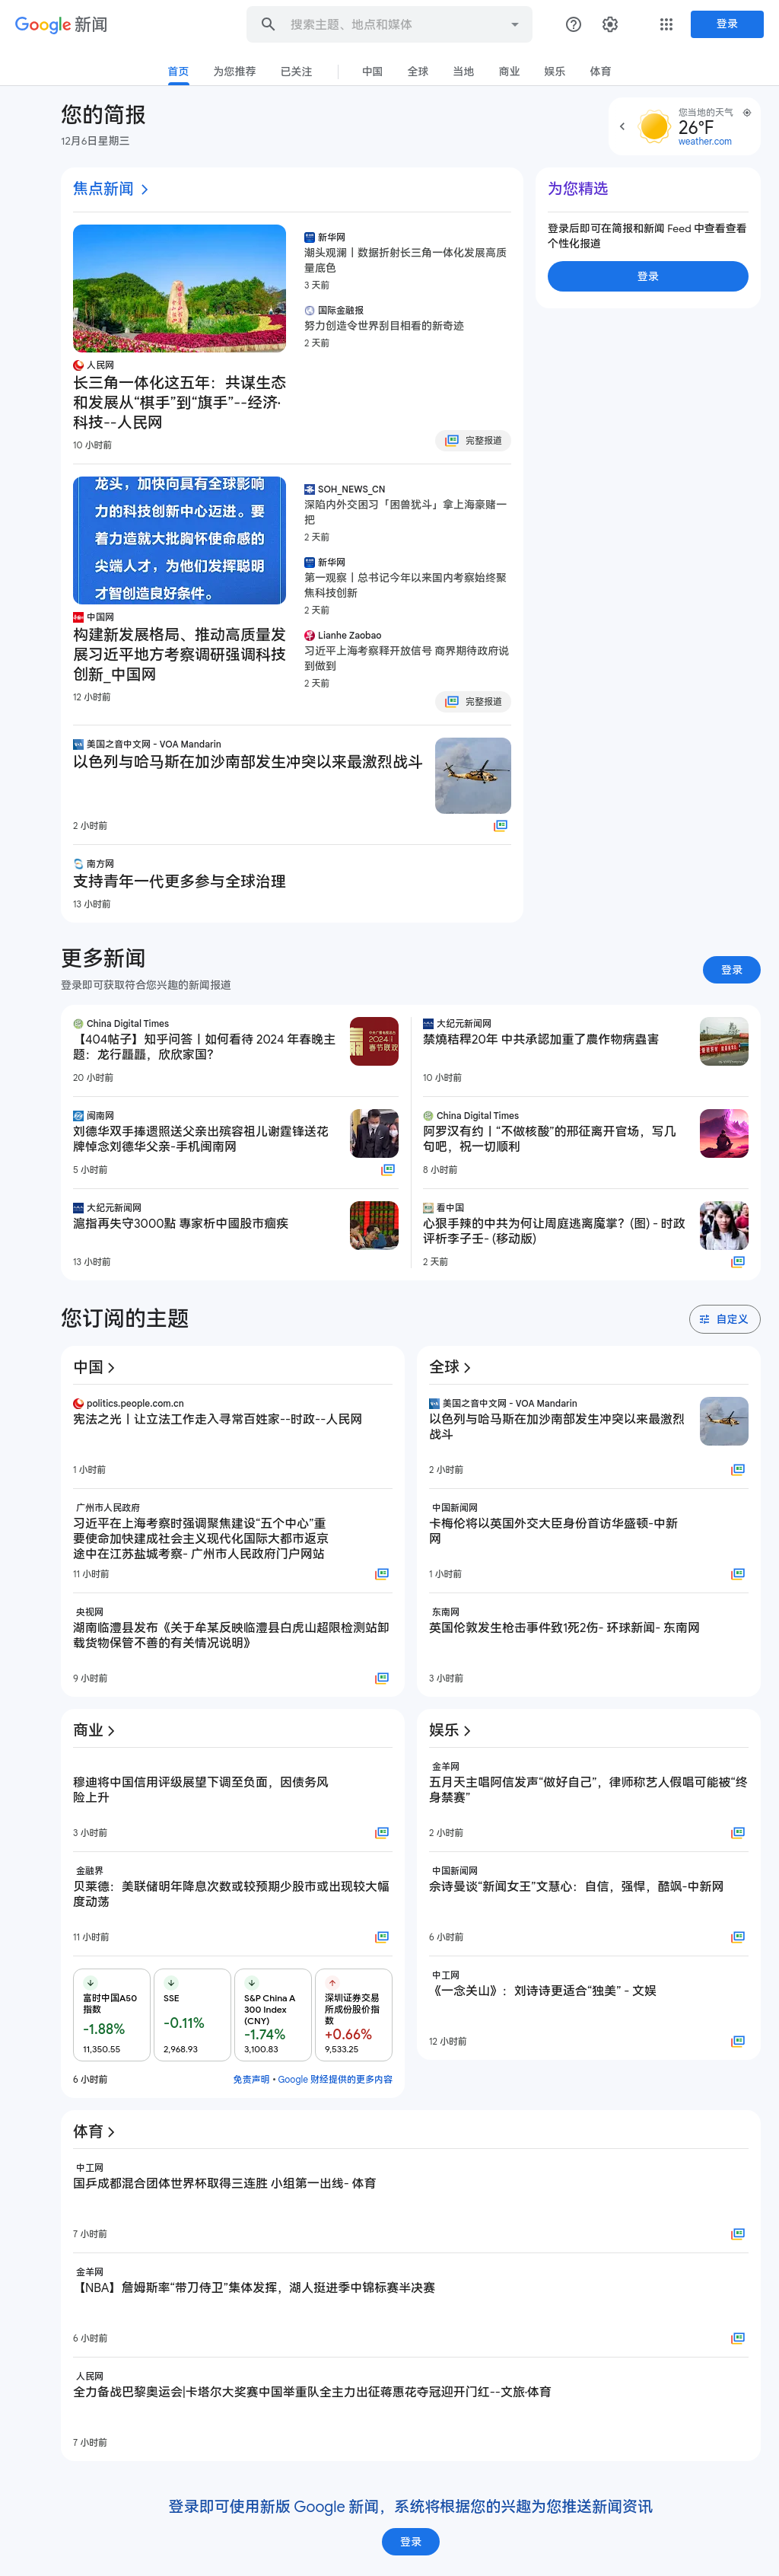 Google 新闻
搜索主题、地点和媒体
登录
首页
为您推荐
已关注
中国
全球
当地
商业
娱乐
体育
您的简报
12月6日星期三
您当地的天气
26°F
weather.com
焦点新闻
人民网
长三角一体化这五年：共谋生态
和发展从“棋手”到“旗手”--经济·
科技--人民网
10 小时前
新华网
潮头观澜丨数据折射长三角一体化发展高质
量底色
3 天前
国际金融报
努力创造令世界刮目相看的新奇迹
2 天前
完整报道
龙头，加快向具有全球影响
力的科技创新中心迈进。要
着力造就大批胸怀使命感的
尖端人才，为他们发挥聪明
才智创造良好条件。
中国网
构建新发展格局、推动高质量发
展习近平地方考察调研强调科技
创新_中国网
12 小时前
SOH_NEWS_CN
深陷内外交困习「困兽犹斗」拿上海豪赌一
把
2 天前
新华网
第一观察丨总书记今年以来国内考察始终聚
焦科技创新
2 天前
Lianhe Zaobao
习近平上海考察释开放信号 商界期待政府说
到做到
2 天前
完整报道
美国之音中文网 - VOA Mandarin
以色列与哈马斯在加沙南部发生冲突以来最激烈战斗
2 小时前
南方网
支持青年一代更多参与全球治理
13 小时前
为您精选
登录后即可在简报和新闻 Feed 中查看查看
个性化报道
登录
更多新闻
登录即可获取符合您兴趣的新闻报道
登录
China Digital Times
【404帖子】知乎问答丨如何看待 2024 年春晚主
题：龙行龘龘，欣欣家国？
20 小时前
大纪元新闻网
禁燒秸稈20年 中共承認加重了農作物病蟲害
10 小时前
闽南网
刘德华双手捧遗照送父亲出殡容祖儿谢霆锋送花
牌悼念刘德华父亲-手机闽南网
5 小时前
China Digital Times
阿罗汉有约丨“不做核酸”的邢征离开官场，写几
句吧，祝一切顺利
8 小时前
大纪元新闻网
滬指再失守3000點 專家析中國股市痼疾
13 小时前
看中国
心狠手辣的中共为何让周庭逃离魔掌？(图) - 时政
评析李子壬- (移动版)
2 天前
您订阅的主题
自定义
中国
politics.people.com.cn
宪法之光丨让立法工作走入寻常百姓家--时政--人民网
1 小时前
广州市人民政府
习近平在上海考察时强调聚焦建设“五个中心”重
要使命加快建成社会主义现代化国际大都市返京
途中在江苏盐城考察- 广州市人民政府门户网站
11 小时前
央视网
湖南临澧县发布《关于牟某反映临澧县白虎山超限检测站卸
载货物保管不善的有关情况说明》
9 小时前
全球
美国之音中文网 - VOA Mandarin
以色列与哈马斯在加沙南部发生冲突以来最激烈
战斗
2 小时前
中国新闻网
卡梅伦将以英国外交大臣身份首访华盛顿-中新
网
1 小时前
东南网
英国伦敦发生枪击事件致1死2伤- 环球新闻- 东南网
3 小时前
商业
穆迪将中国信用评级展望下调至负面，因债务风
险上升
3 小时前
金融界
贝莱德：美联储明年降息次数或较预期少股市或出现较大幅
度动荡
11 小时前
富时中国A50
指数
-1.88%
11,350.55
SSE
-0.11%
2,968.93
S&P China A
300 Index
(CNY)
-1.74%
3,100.83
深圳证券交易
所成份股价指
数
+0.66%
9,533.25
6 小时前
免责声明 • Google 财经提供的更多内容
娱乐
金羊网
五月天主唱阿信发声“做好自己”，律师称艺人假唱可能被“终
身禁赛”
2 小时前
中国新闻网
佘诗曼谈“新闻女王”文慧心：自信，强悍，酷飒-中新网
6 小时前
中工网
《一念关山》：刘诗诗更适合“独美” - 文娱
12 小时前
体育
中工网
国乒成都混合团体世界杯取得三连胜 小组第一出线- 体育
7 小时前
金羊网
【NBA】詹姆斯率“带刀侍卫”集体发挥，湖人挺进季中锦标赛半决赛
6 小时前
人民网
全力备战巴黎奥运会|卡塔尔大奖赛中国举重队全主力出征蒋惠花夺冠迎开门红--文旅·体育
7 小时前
登录即可使用新版 Google 新闻，系统将根据您的兴趣为您推送新闻资讯
登录